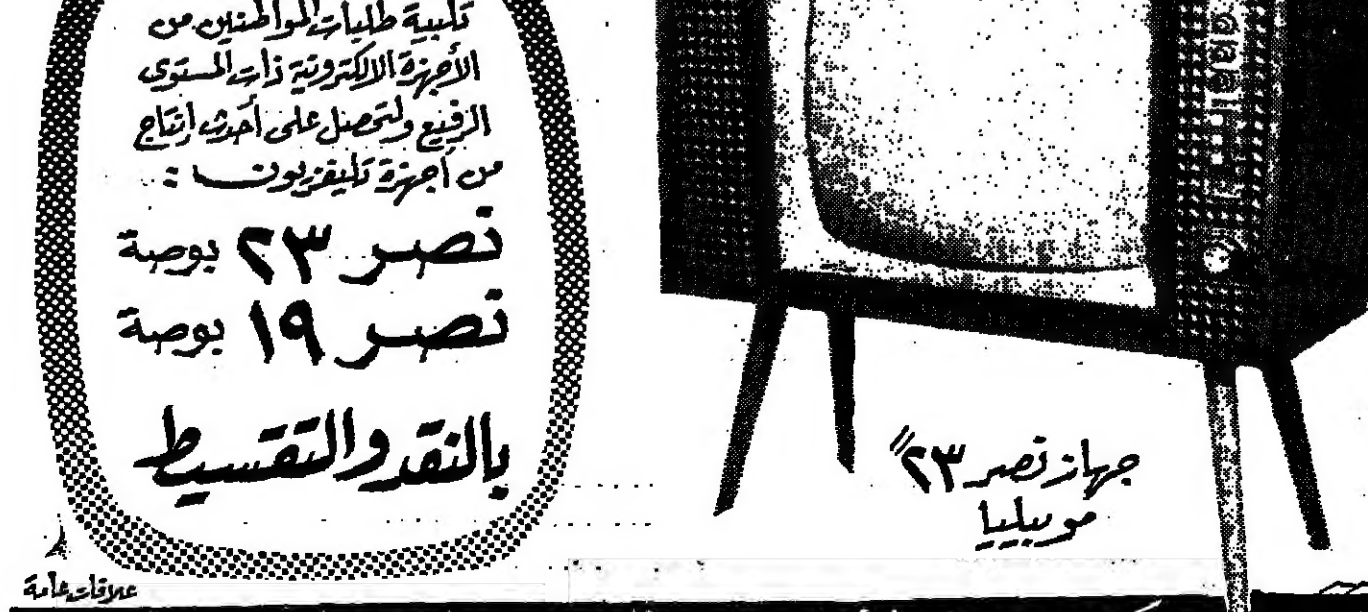 تلبية طلبات المواطنين من
الأجهزة الالكترونية ذات المستوى
الرفيع ولتحصل على أحدث إنتاج
من أجهزة تليفزيون :
نصر ٢٣ بوصة
نصر ١٩ بوصة
بالنقد والتقسيط
جهاز نصر ٢٣"
موبيليا
علاقات عامة